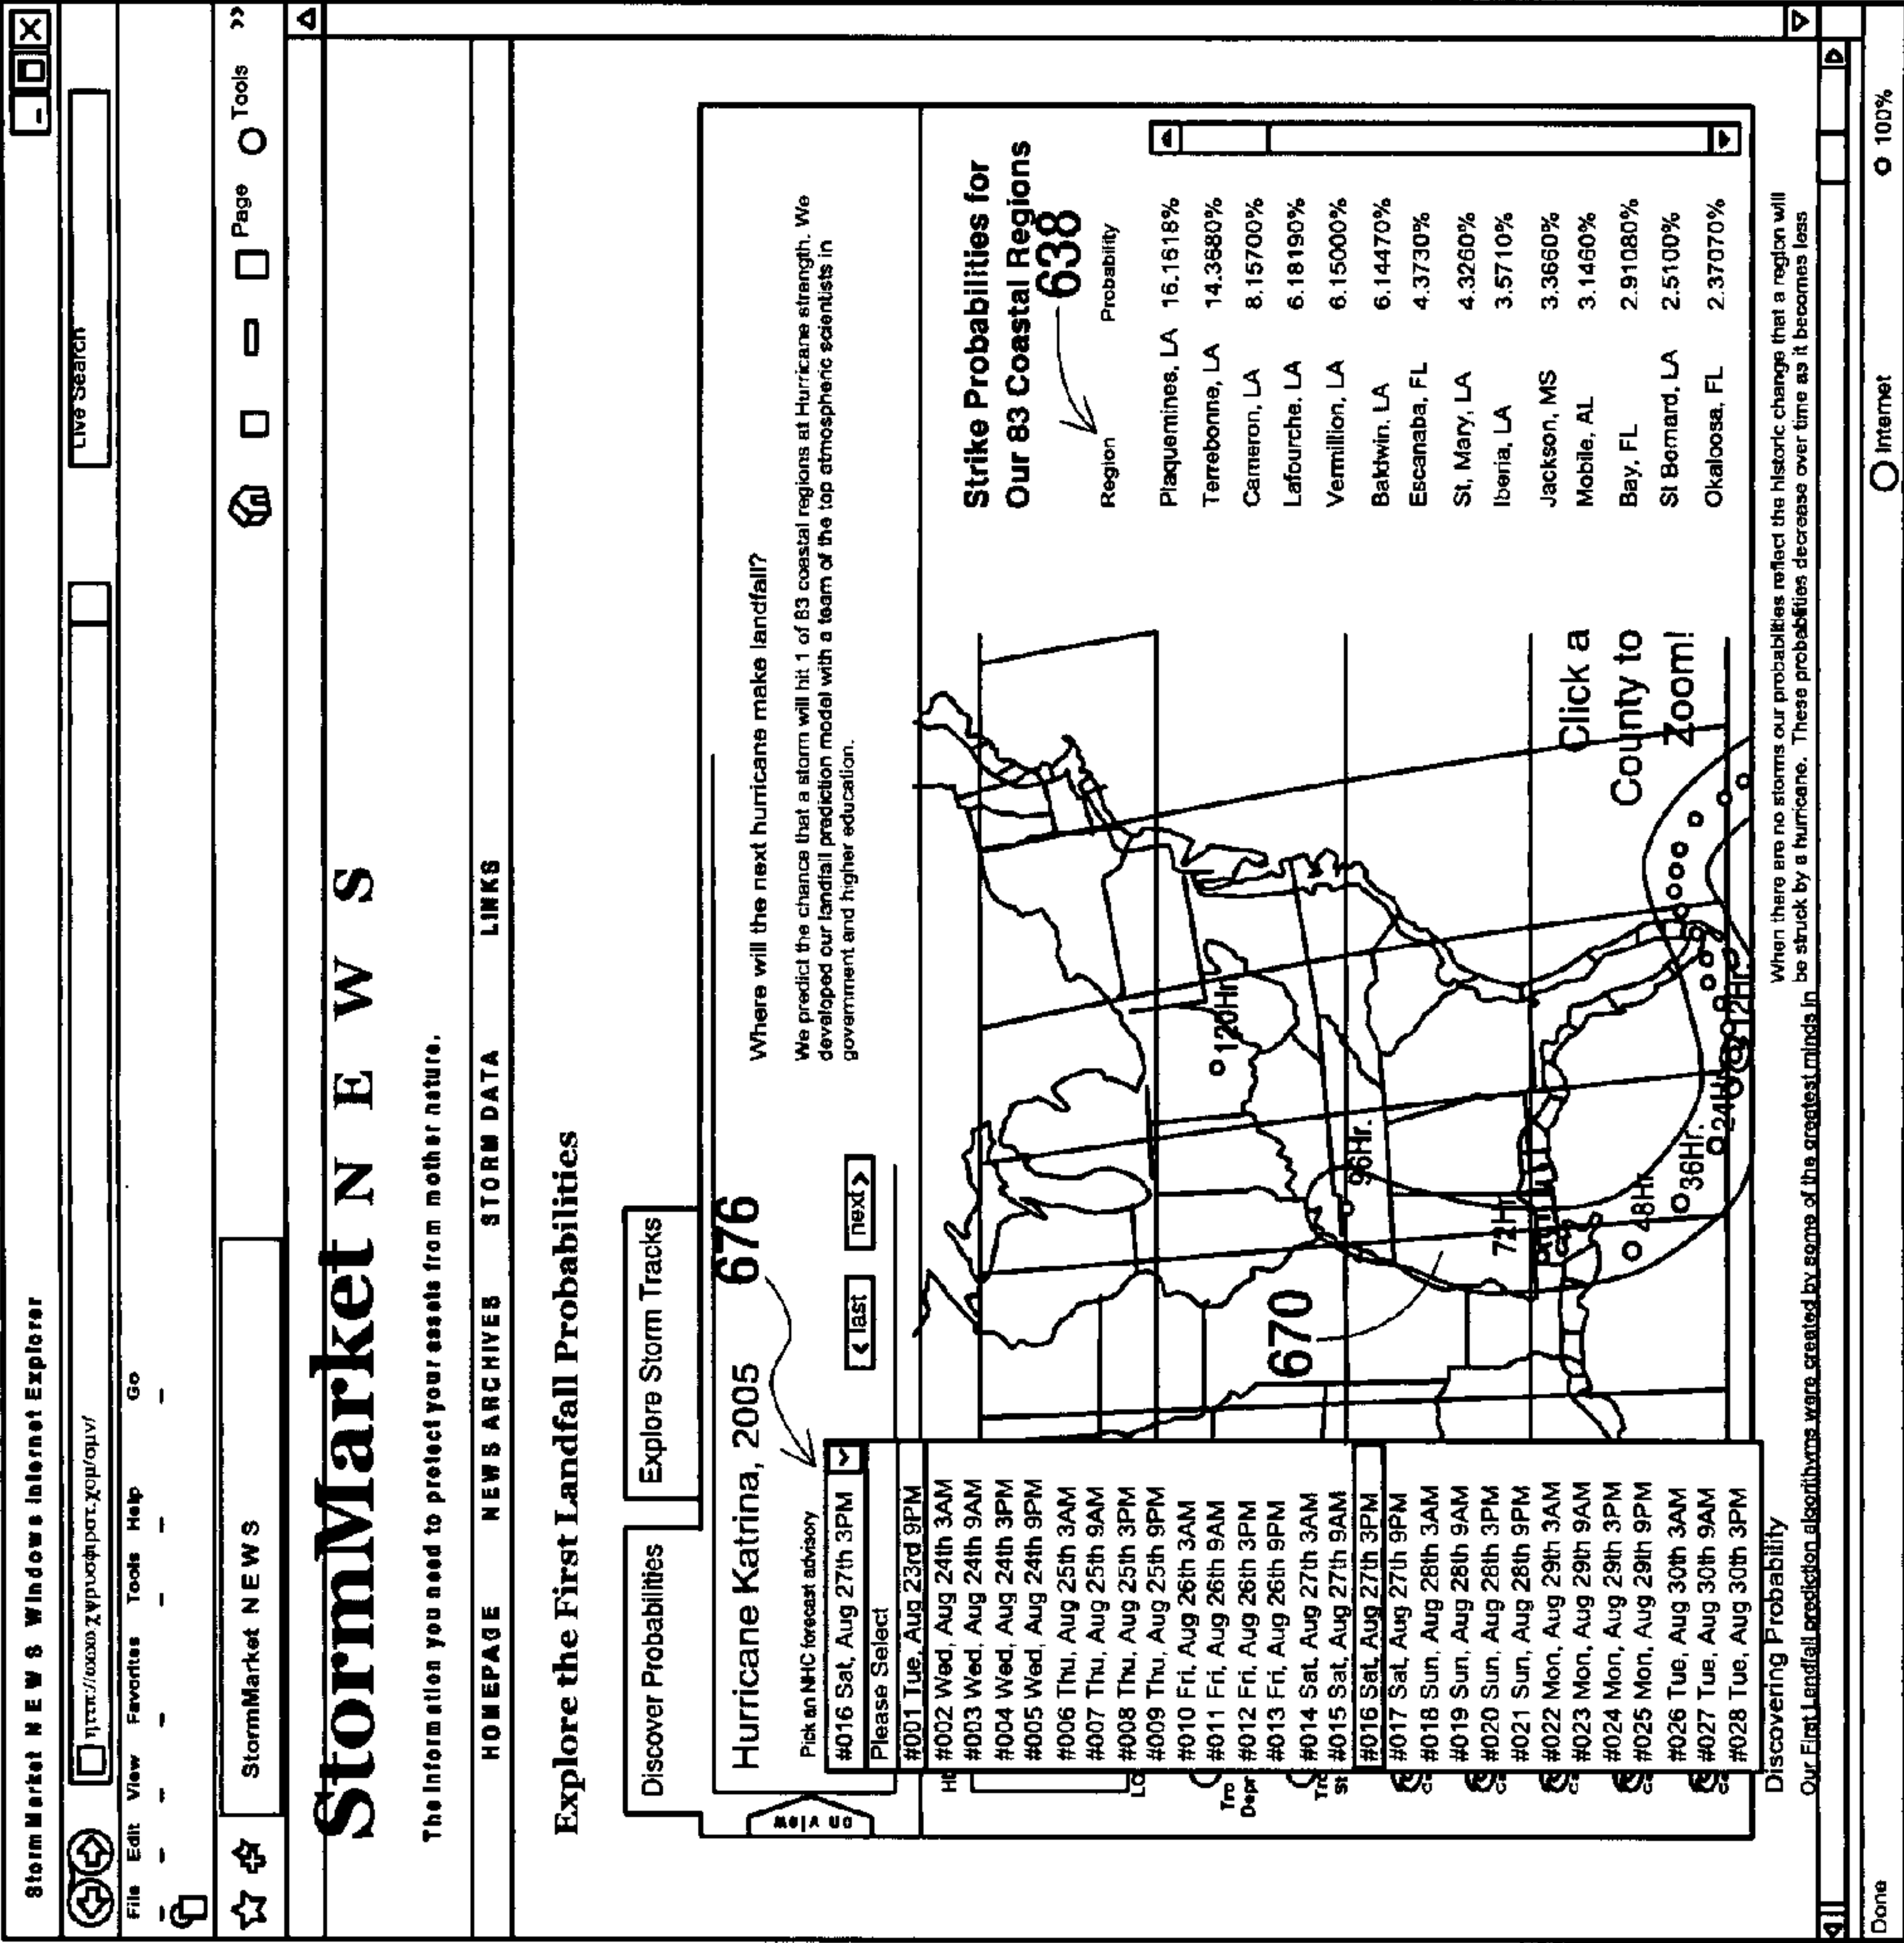 Storm Market N E W S Windows Internet Explorer
ηττπ://ωωω.χψρυσφιρστ.χομ/σμν/
Live Search
File Edit View Favorites Tools Help Go
StormMarket N E W S
Page Tools »
StormMarket N E W S
The Information you need to protect your assets from mother nature.
HOMEPAGE NEWS ARCHIVES STORM DATA LINKS
Explore the First Landfall Probabilities
Discover Probabilities Explore Storm Tracks
Hurricane Katrina, 2005
676
On View
Pick an NHC forecast advisory
< last next >
#016 Sat, Aug 27th 3PM
Please Select
#001 Tue, Aug 23rd 9PM
#002 Wed, Aug 24th 3AM
#003 Wed, Aug 24th 9AM
#004 Wed, Aug 24th 3PM
#005 Wed, Aug 24th 9PM
#006 Thu, Aug 25th 3AM
#007 Thu, Aug 25th 9AM
#008 Thu, Aug 25th 3PM
#009 Thu, Aug 25th 9PM
#010 Fri, Aug 26th 3AM
#011 Fri, Aug 26th 9AM
#012 Fri, Aug 26th 3PM
#013 Fri, Aug 26th 9PM
#014 Sat, Aug 27th 3AM
#015 Sat, Aug 27th 9AM
#016 Sat, Aug 27th 3PM
#017 Sat, Aug 27th 9PM
#018 Sun, Aug 28th 3AM
#019 Sun, Aug 28th 9AM
#020 Sun, Aug 28th 3PM
#021 Sun, Aug 28th 9PM
#022 Mon, Aug 29th 3AM
#023 Mon, Aug 29th 9AM
#024 Mon, Aug 29th 3PM
#025 Mon, Aug 29th 9PM
#026 Tue, Aug 30th 3AM
#027 Tue, Aug 30th 9AM
#028 Tue, Aug 30th 3PM
Where will the next hurricane make landfall?
We predict the chance that a storm will hit 1 of 83 coastal regions at Hurricane strength. We
developed our landfall prediction model with a team of the top atmospheric scientists in
government and higher education.
120Hr.
96Hr.
670
48Hr.
36Hr.
24Hr.
12Hr.
Click a
County to
Zoom!
Strike Probabilities for
Our 83 Coastal Regions
638
Region Probability
Plaquemines, LA 16.1618%
Terrebonne, LA 14.3680%
Cameron, LA 8.15700%
Lafourche. LA 6.18190%
Vermillion, LA 6.15000%
Baldwin, LA 6.14470%
Escanaba, FL 4.3730%
St, Mary, LA 4.3260%
Iberia, LA 3.5710%
Jackson, MS 3.3660%
Mobile, AL 3.1460%
Bay, FL 2.91080%
St Bernard, LA 2.5100%
Okaloosa, FL 2.37070%
Discovering Probability
Our First Landfall prediction algorithms were created by some of the greatest minds in
When there are no storms our probabilities reflect the historic change that a region will
be struck by a hurricane. These probabilities decrease over time as it becomes less
Done Internet 100%